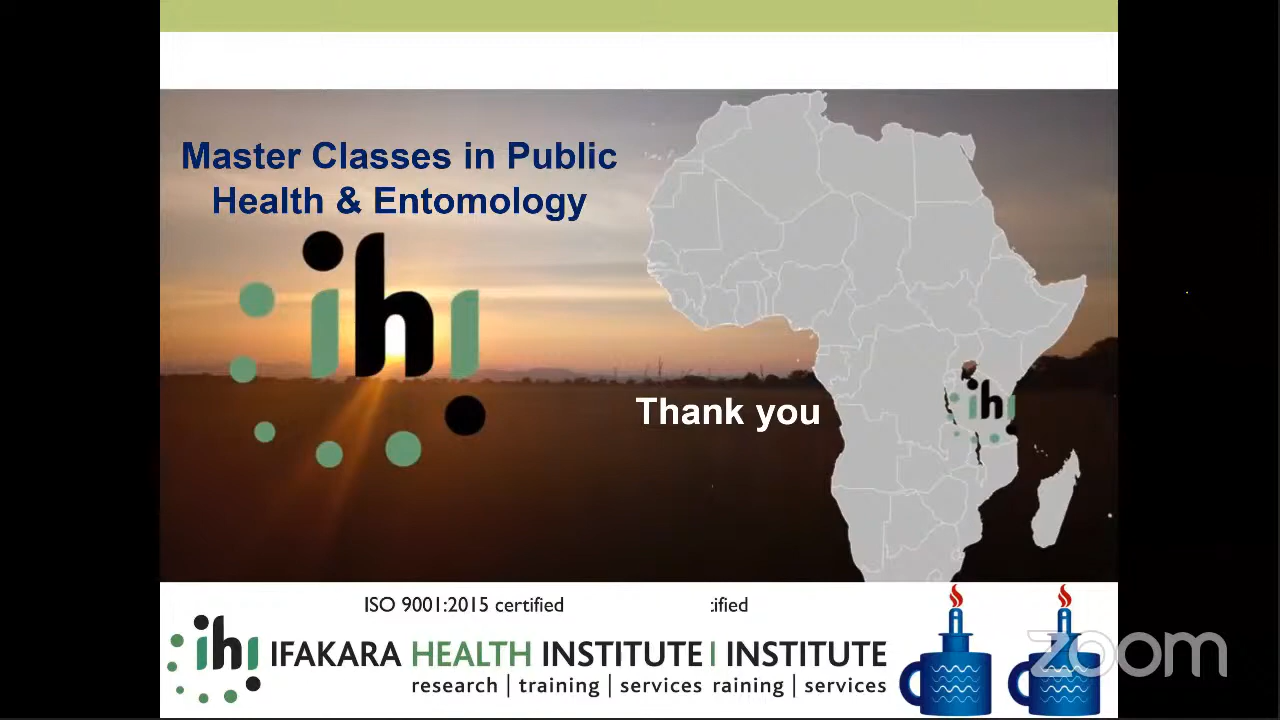 Master Classes in Public
Health & Entomology
ihi
ihi
Thank you
ISO 9001:2015 certified
:ified
ihi
IFAKARA HEALTH INSTITUTE I INSTITUTE
research | training | services raining | services
zoom